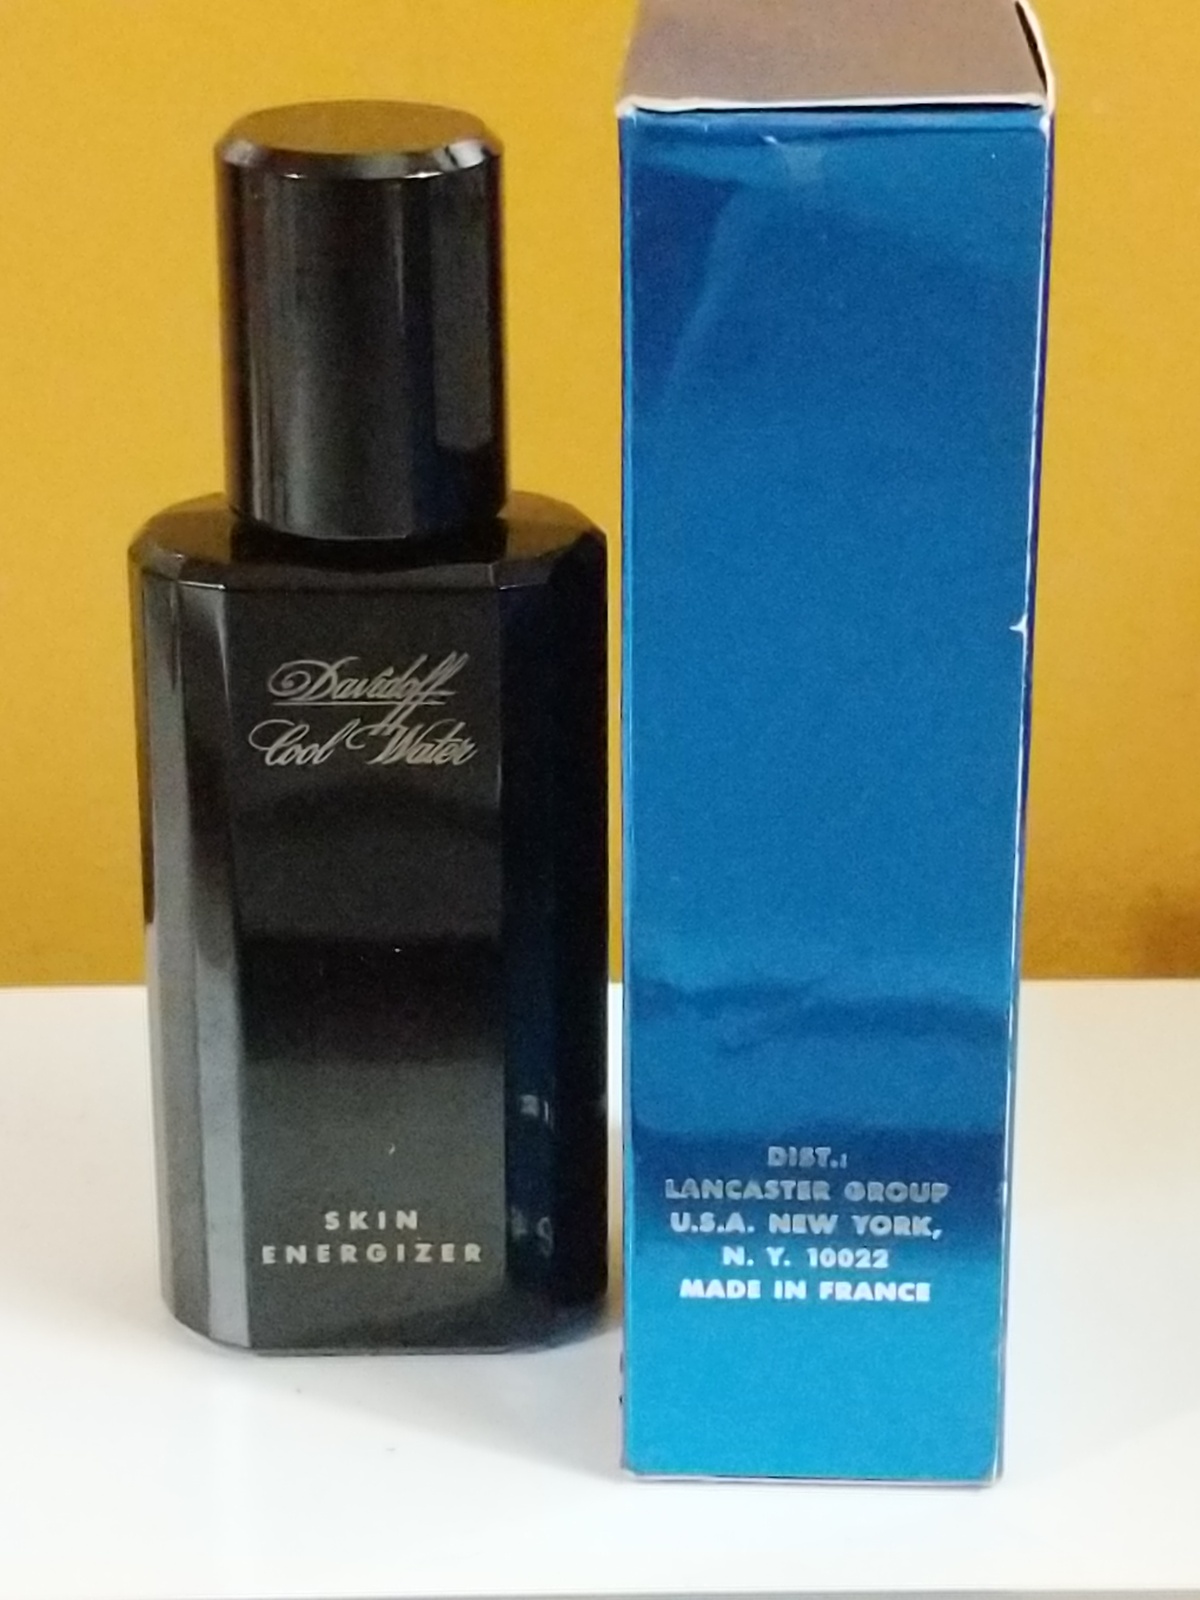 Davidoff
Cool Water
SKIN
ENERGIZER
DIST.:
LANCASTER GROUP
U.S.A. NEW YORK,
N. Y. 10022
MADE IN FRANCE